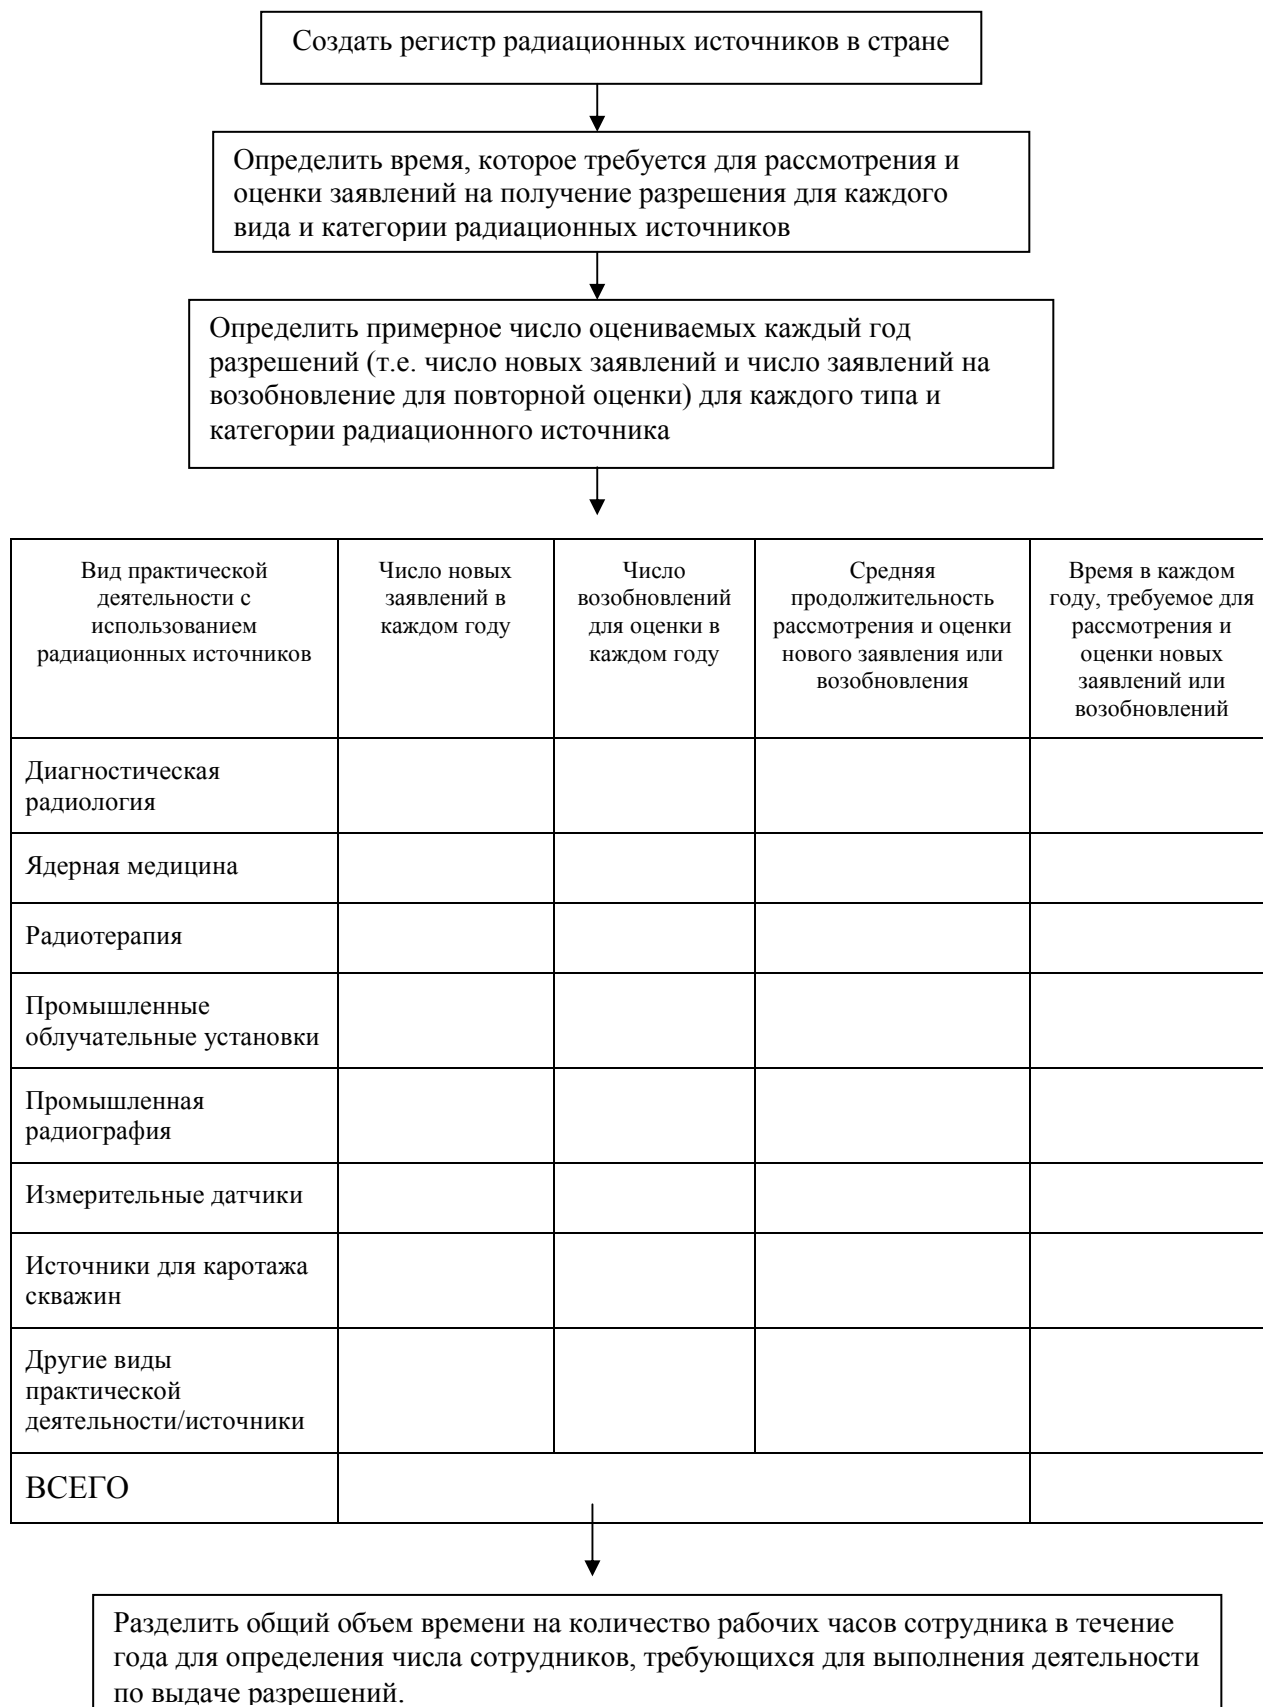 Создать регистр радиационных источников в стране
Определить время, которое требуется для рассмотрения и
оценки заявлений на получение разрешения для каждого
вида и категории радиационных источников
Определить примерное число оцениваемых каждый год
разрешений (т.е. число новых заявлений и число заявлений на
возобновление для повторной оценки) для каждого типа и
категории радиационного источника
Вид практической
деятельности с
использованием
радиационных источников
Число новых
заявлений в
каждом году
Число
возобновлений
для оценки в
каждом году
Средняя
продолжительность
рассмотрения и оценки
нового заявления или
возобновления
Время в каждом
году, требуемое для
рассмотрения и
оценки новых
заявлений или
возобновлений
Диагностическая
радиология
Ядерная медицина
Радиотерапия
Промышленные
облучательные установки
Промышленная
радиография
Измерительные датчики
Источники для каротажа
скважин
Другие виды
практической
деятельности/источники
ВСЕГО
Разделить общий объем времени на количество рабочих часов сотрудника в течение
года для определения числа сотрудников, требующихся для выполнения деятельности
по выдаче разрешений.